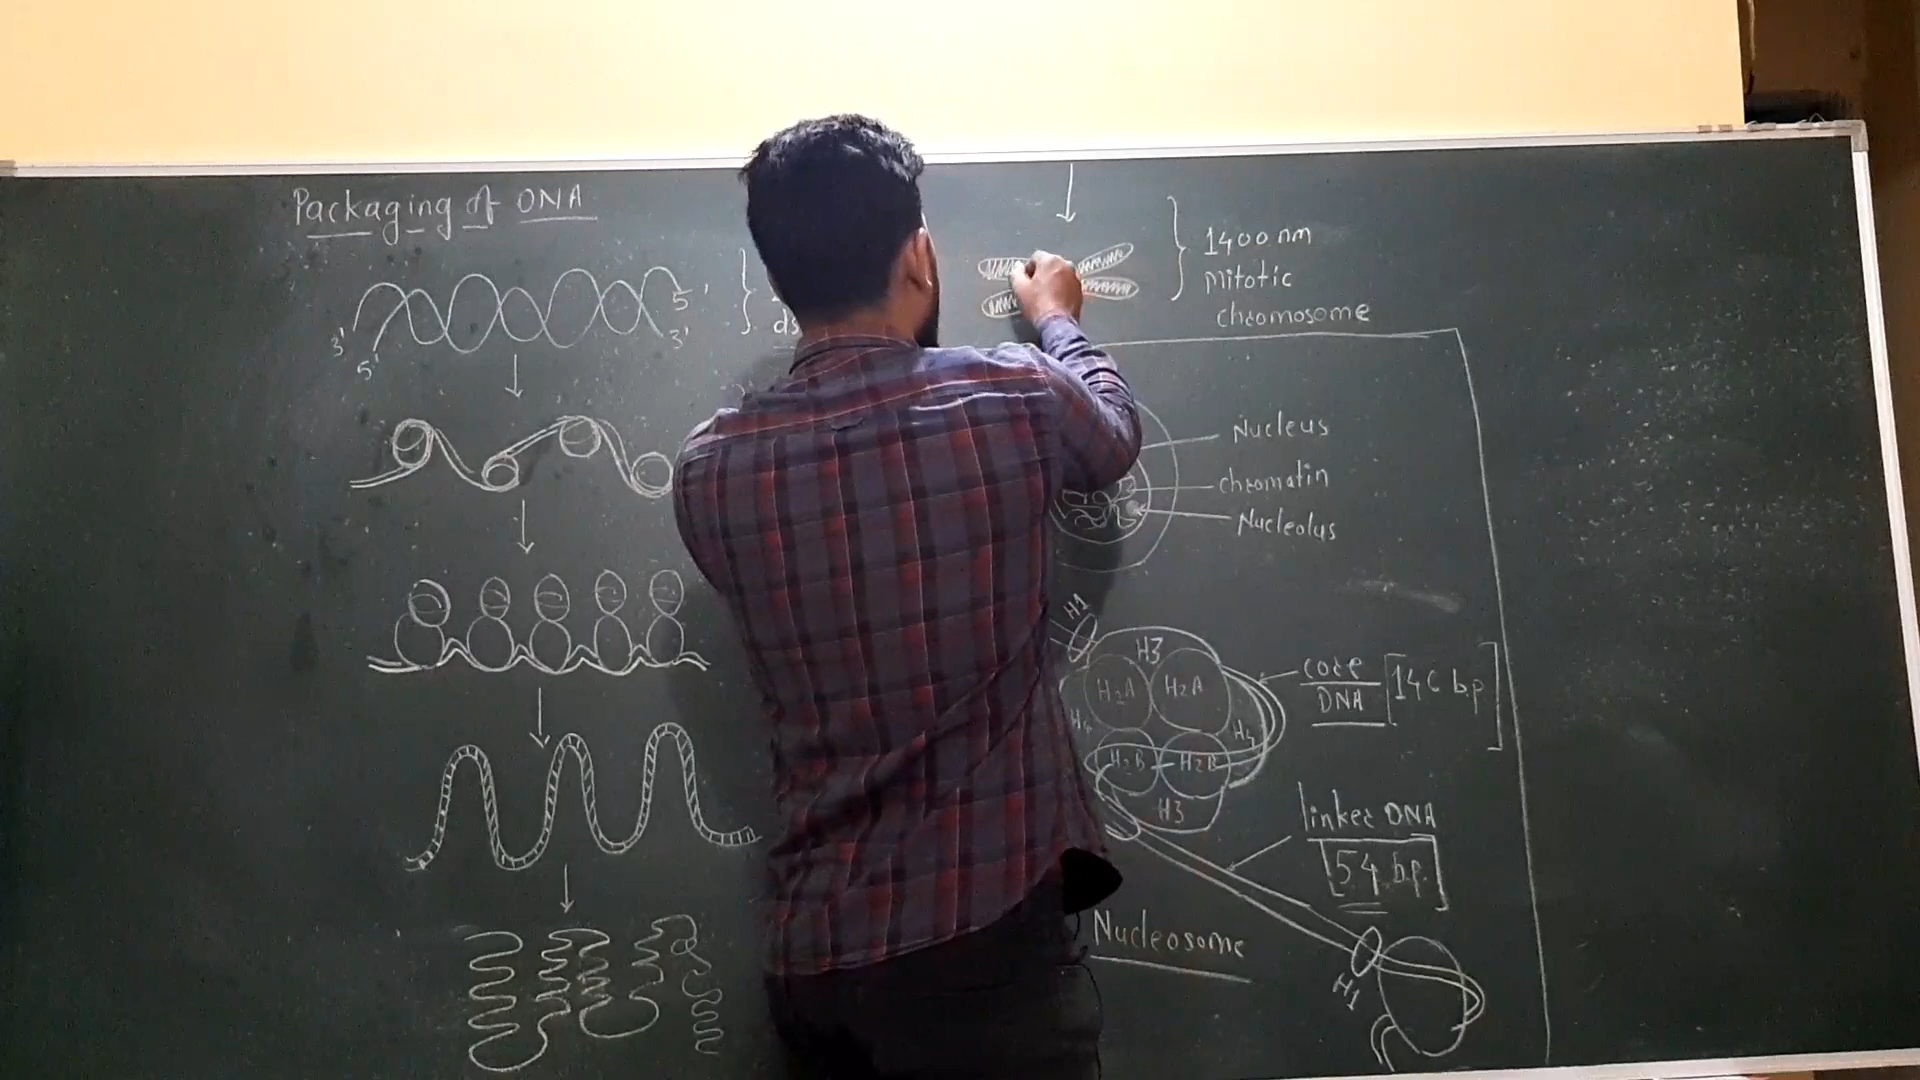 Packaging of DNA
5'
3'
3'
5'
ds
1400 nm
Mitotic
chromosome
Nucleus
chromatin
Nucleolus
H1
H3
H2A
H2A
H4
H4
H2B
H2B
H3
core
DNA
[146 b.p]
linker DNA
[54 b.p.]
Nucleosome
H1